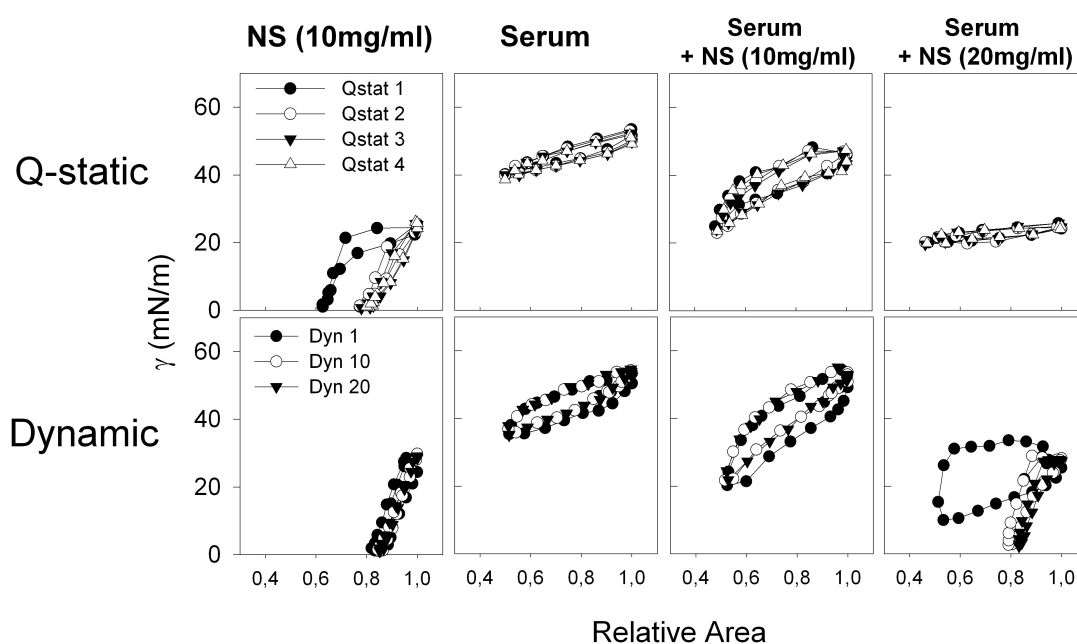 NS (10mg/ml)
Serum
Serum
+ NS (10mg/ml)
Serum
+ NS (20mg/ml)
Q-static
Dynamic
γ (mN/m)
60
40
20
0
Qstat 1
Qstat 2
Qstat 3
Qstat 4
60
40
20
0
Dyn 1
Dyn 10
Dyn 20
0,4 0,6 0,8 1,0
0,4 0,6 0,8 1,0
0,4 0,6 0,8 1,0
0,4 0,6 0,8 1,0
Relative Area